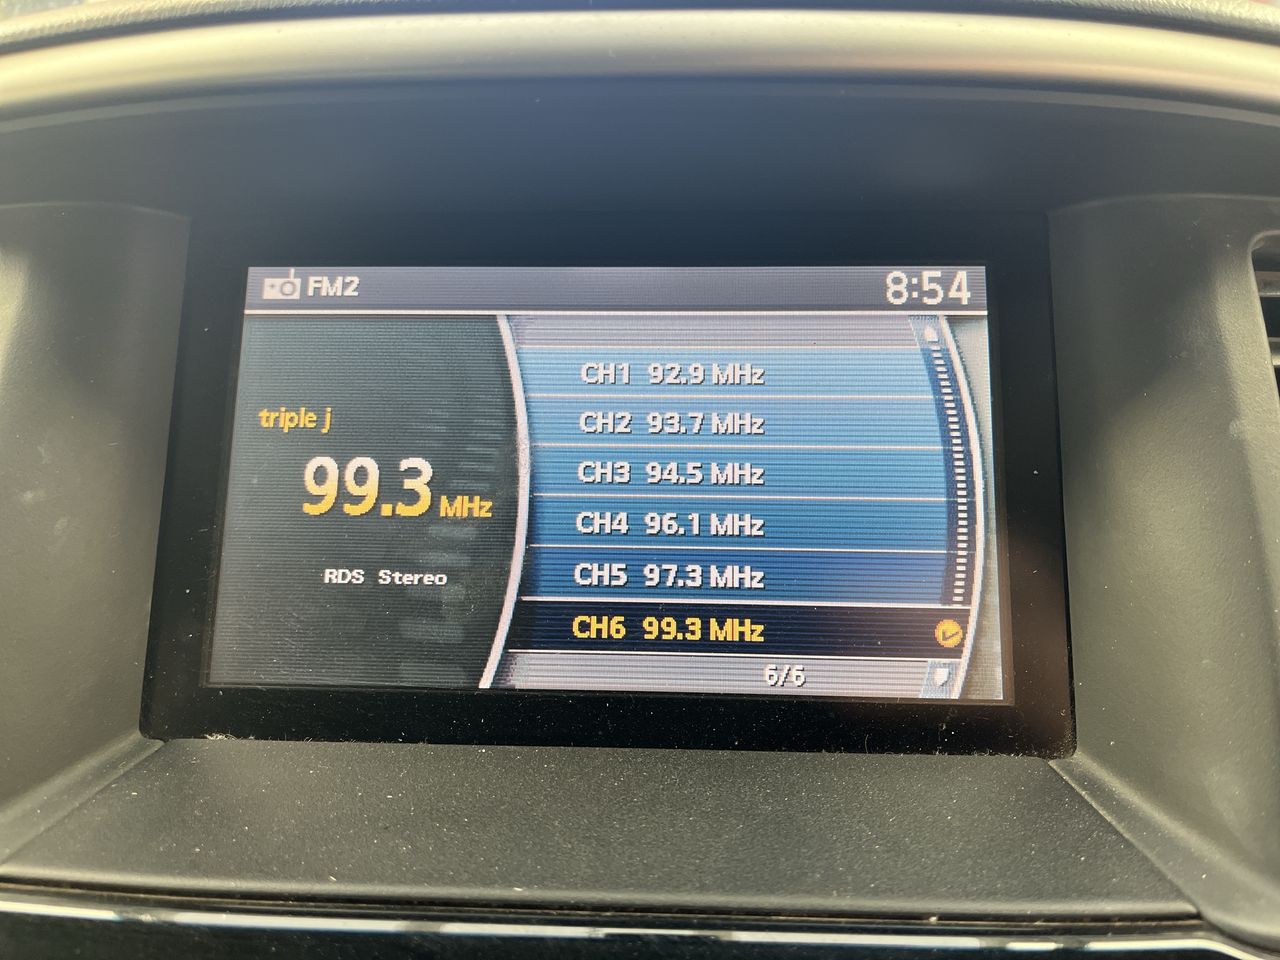 FM2
8:54
triple j
99.3 MHz
RDS Stereo
CH1 92.9 MHz
CH2 93.7 MHz
CH3 94.5 MHz
CH4 96.1 MHz
CH5 97.3 MHz
CH6 99.3 MHz
6/6